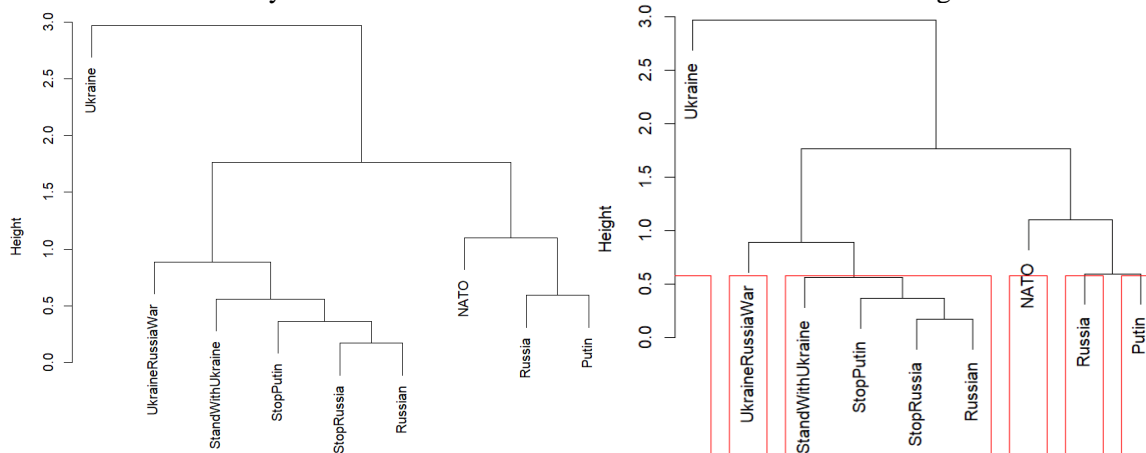 3.0
2.5
2.0
1.5
1.0
0.5
0.0
Height
Ukraine
UkraineRussiaWar
StandWithUkraine
StopPutin
StopRussia
Russian
NATO
Russia
Putin
3.0
2.5
2.0
1.5
1.0
0.5
0.0
Height
Ukraine
UkraineRussiaWar
StandWithUkraine
StopPutin
StopRussia
Russian
NATO
Russia
Putin